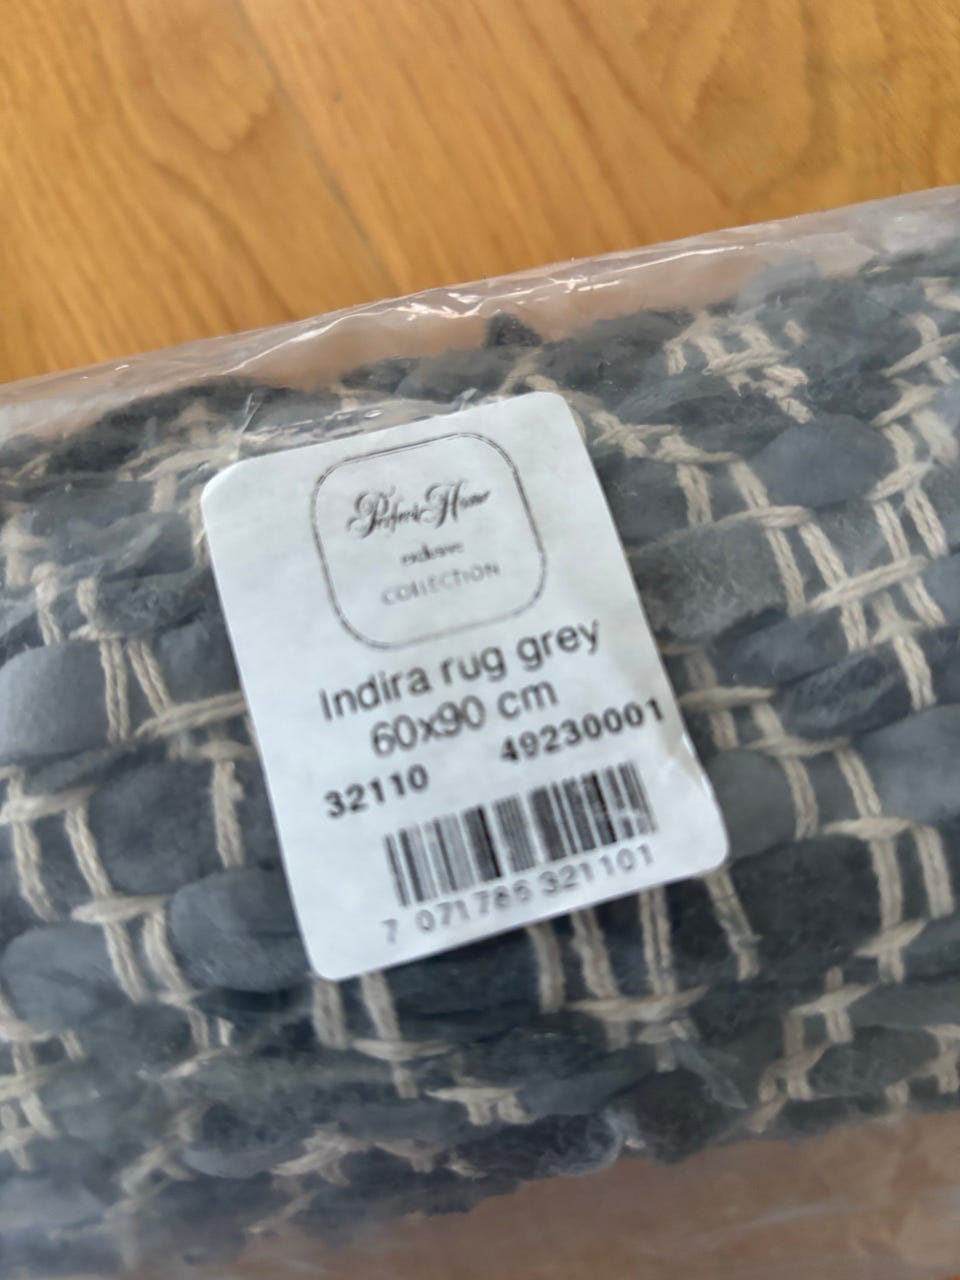 Perfect Home
exclusive
COLLECTION
Indira rug grey
60x90 cm
32110 49230001
7 071786 321101